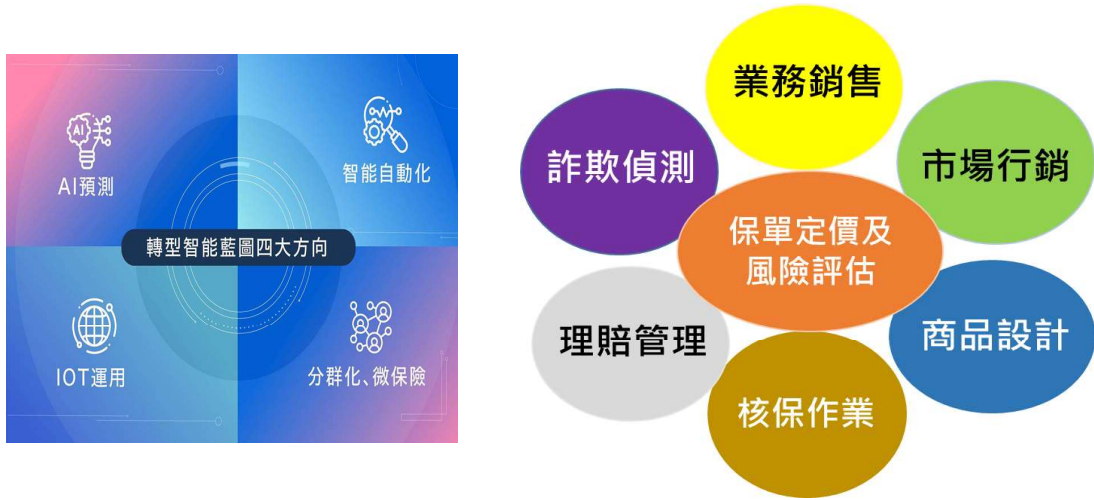 AI預測
智能自動化
轉型智能藍圖四大方向
IOT運用
分群化、微保險
業務銷售
詐欺偵測
市場行銷
保單定價及
風險評估
理賠管理
商品設計
核保作業